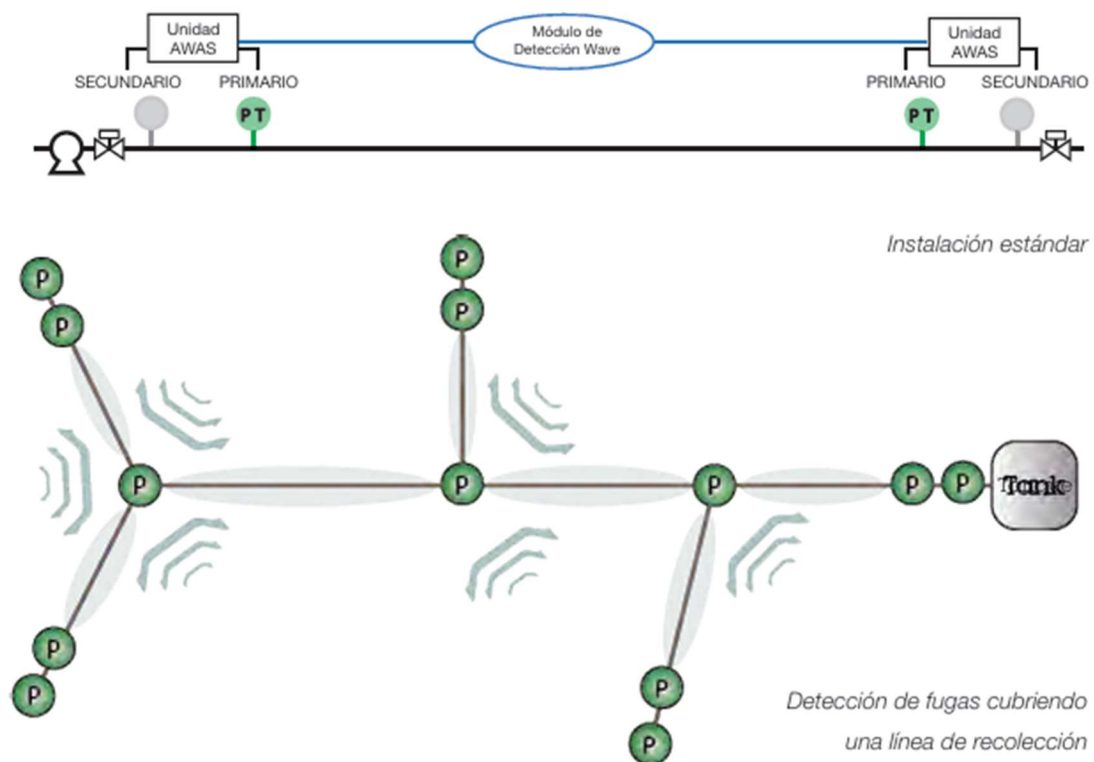 Unidad
AWAS
Módulo de
Detección Wave
Unidad
AWAS
SECUNDARIO
PRIMARIO
PRIMARIO
SECUNDARIO
PT
PT
Instalación estándar
P
P
P
P
P
P
P
P
P
Tank
P
P
P
P
Detección de fugas cubriendo
una línea de recolección